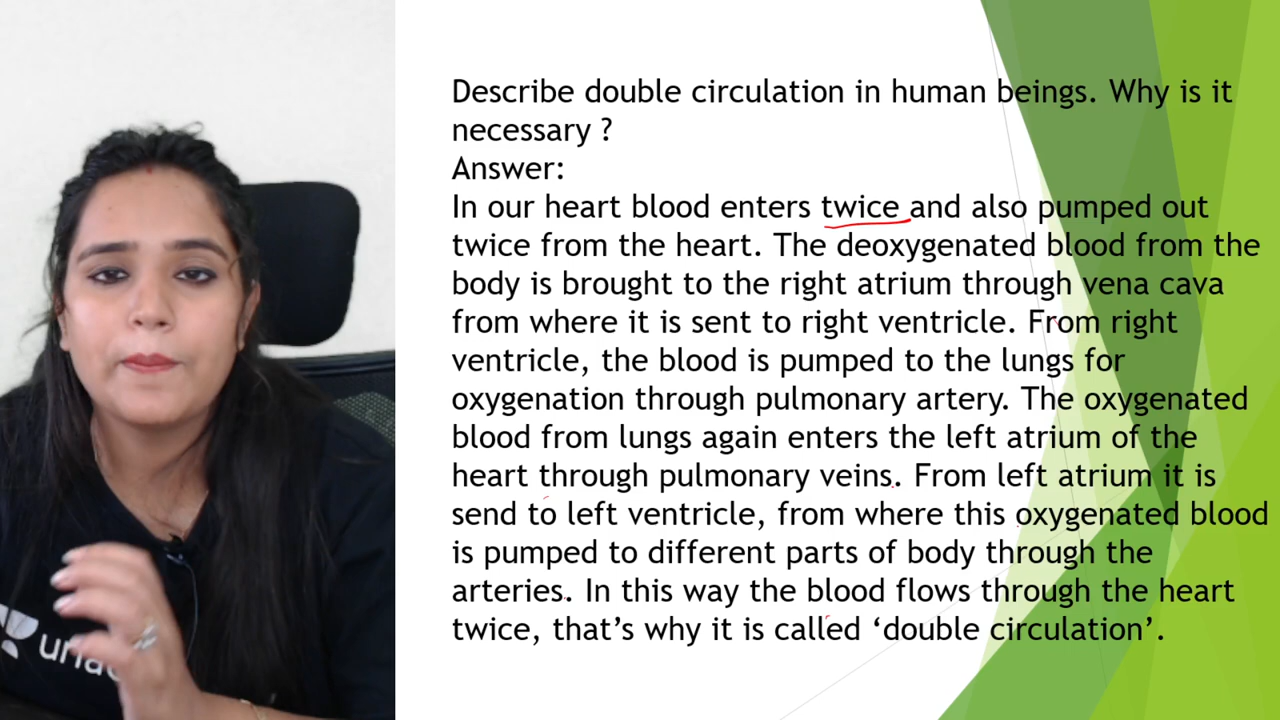 Describe double circulation in human beings. Why is it
necessary ?
Answer:
In our heart blood enters twice and also pumped out
twice from the heart. The deoxygenated blood from the
body is brought to the right atrium through vena cava
from where it is sent to right ventricle. From right
ventricle, the blood is pumped to the lungs for
oxygenation through pulmonary artery. The oxygenated
blood from lungs again enters the left atrium of the
heart through pulmonary veins. From left atrium it is
send to left ventricle, from where this oxygenated blood
is pumped to different parts of body through the
arteries. In this way the blood flows through the heart
twice, that’s why it is called ‘double circulation’.